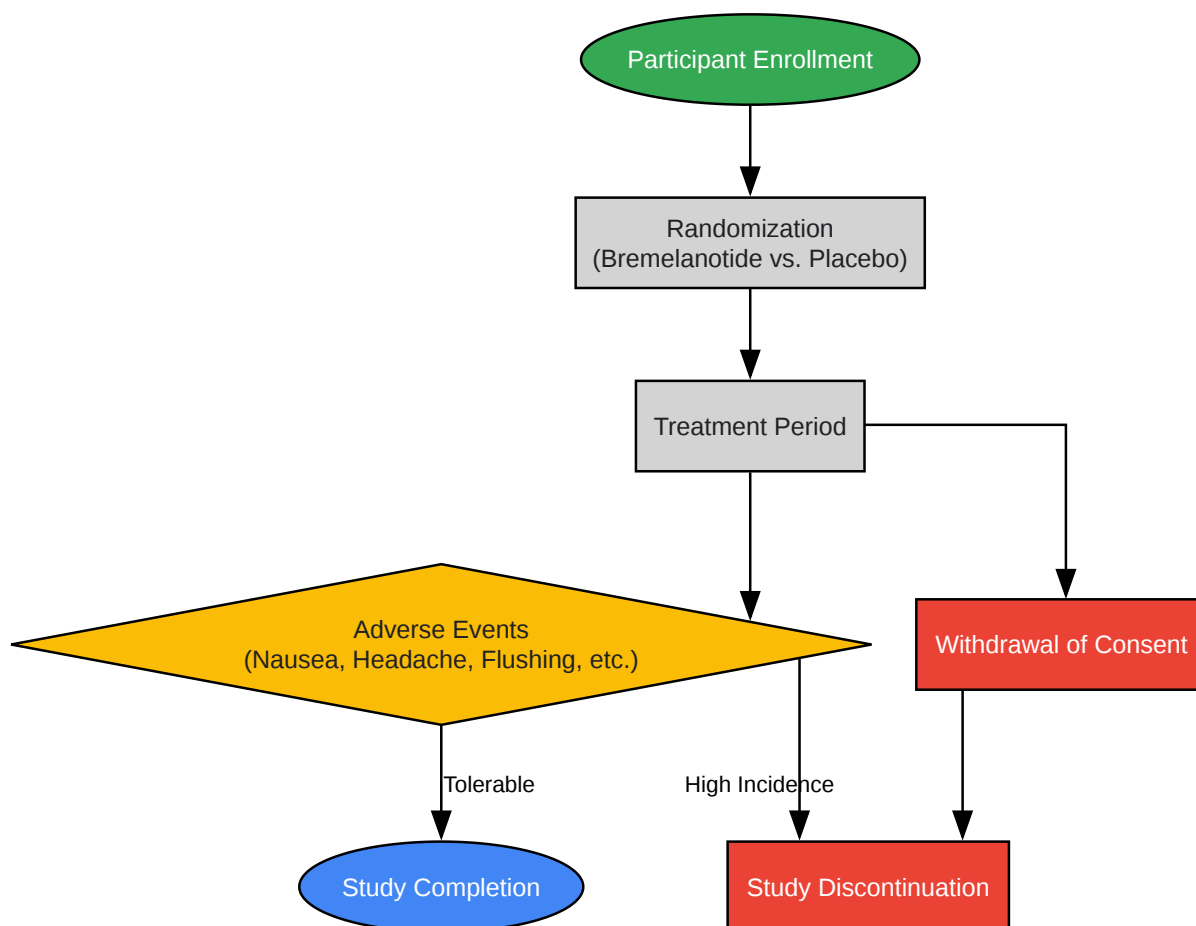 Participant Enrollment
Randomization
(Bremelanotide vs. Placebo)
Treatment Period
Adverse Events
(Nausea, Headache, Flushing, etc.)
Withdrawal of Consent
Tolerable
High Incidence
Study Completion
Study Discontinuation